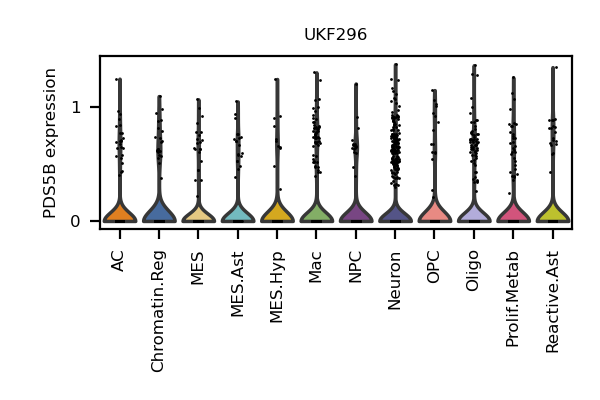 UKF296
PDS5B expression
1
0
AC
Chromatin.Reg
MES
MES.Ast
MES.Hyp
Mac
NPC
Neuron
OPC
Oligo
Prolif.Metab
Reactive.Ast